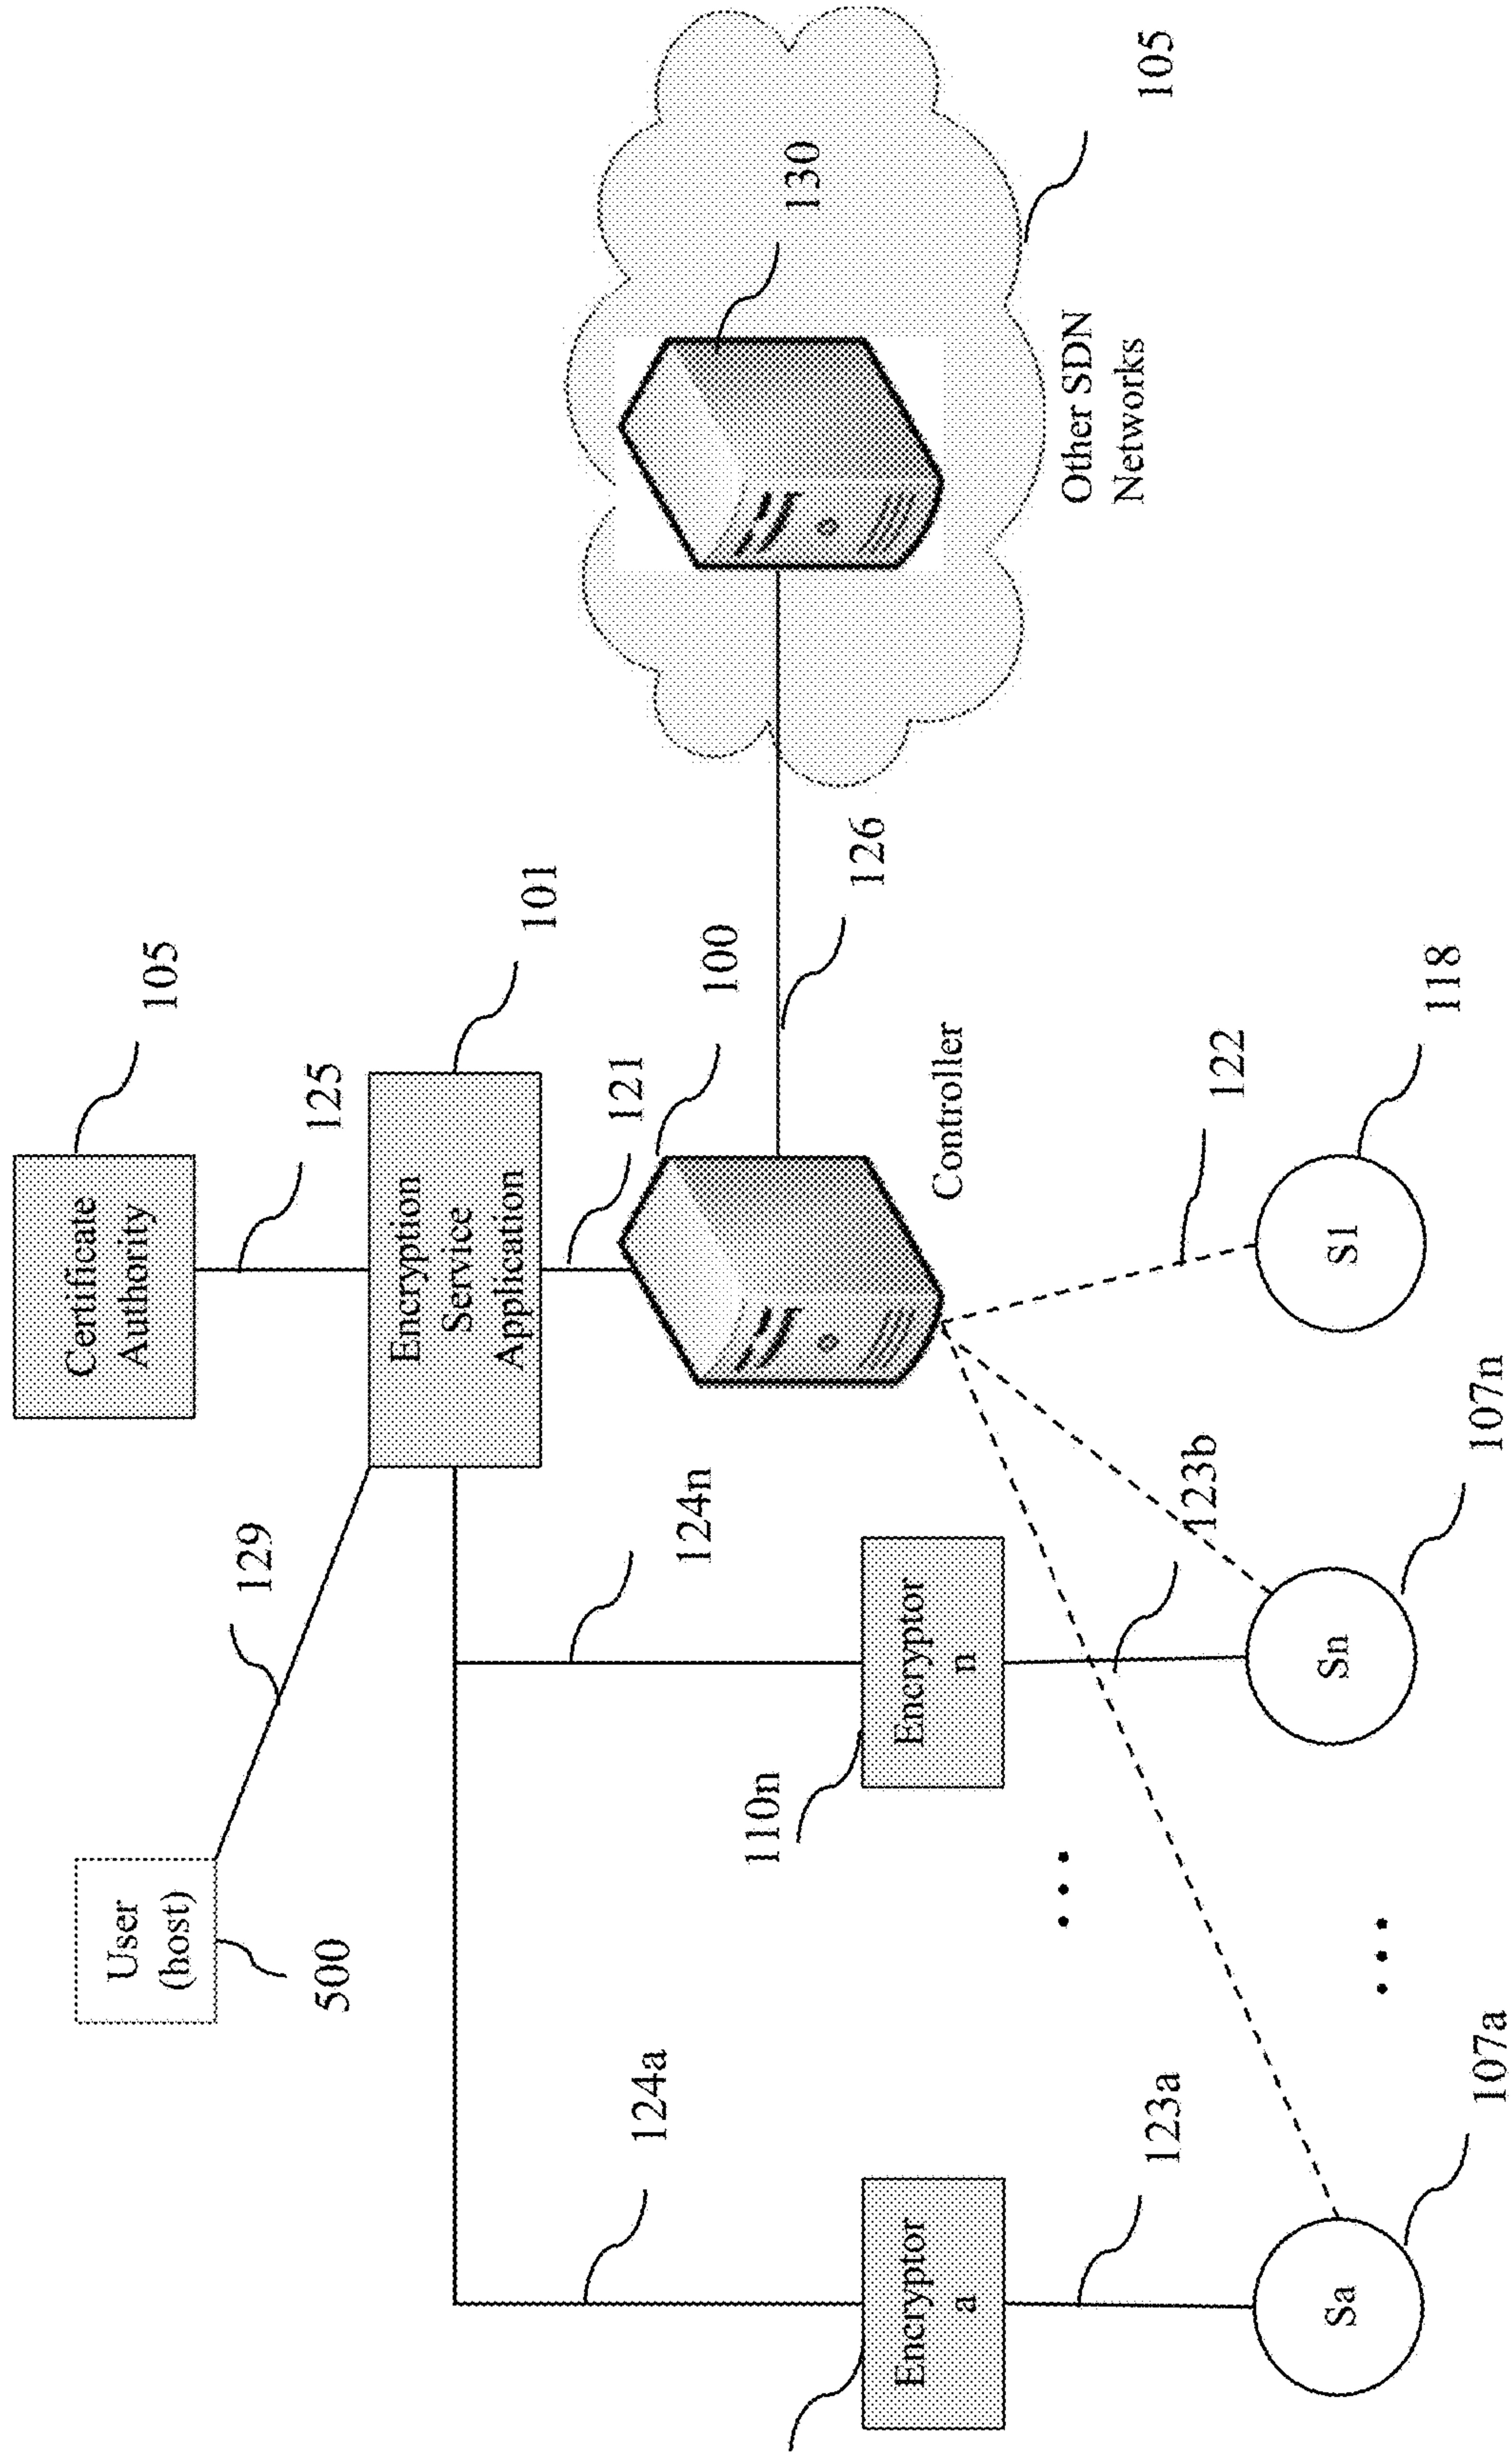 User
(host)
500
129
Certificate
Authority
105
125
Encryption
Service
Application
101
121
100
Controller
126
130
105
Other SDN
Networks
124a
124n
Encryptor
a
110n
Encryptor
n
123a
123b
122
Sa
107a
Sn
107n
S1
118